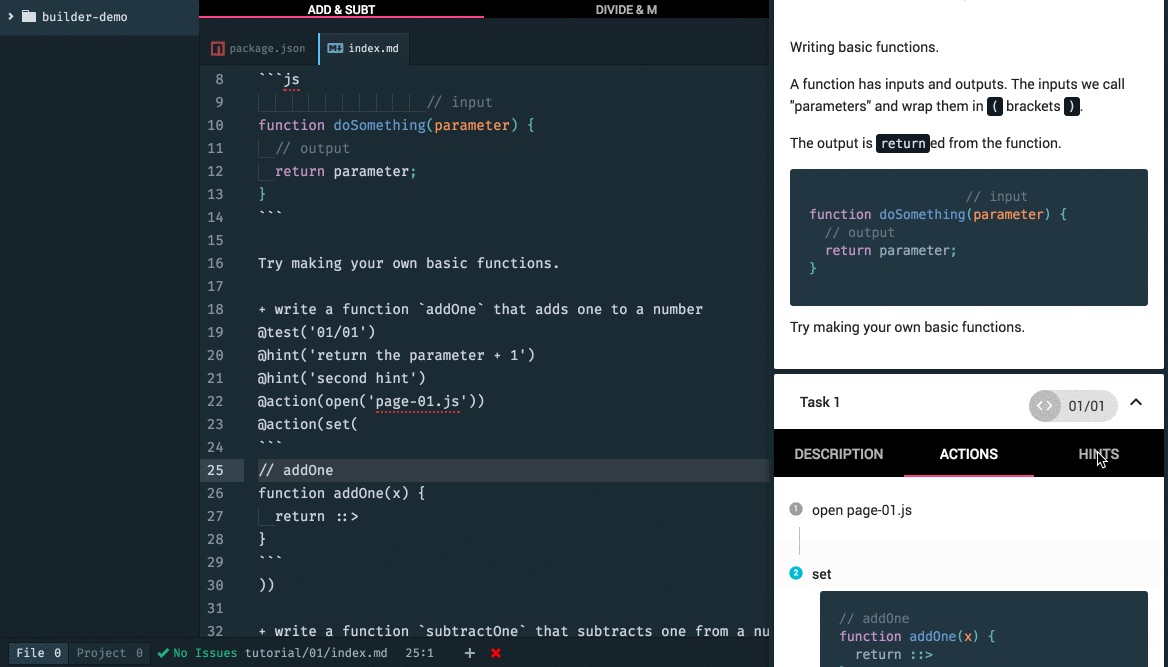 builder-demo
ADD & SUBT
DIVIDE & M
package.json
index.md
8 ```js
9 // input
10 function doSomething(parameter) {
11 // output
12 return parameter;
13 }
14 ```
15
16 Try making your own basic functions.
17
18 + write a function `addOne` that adds one to a number
19 @test('01/01')
20 @hint('return the parameter + 1')
21 @hint('second hint')
22 @action(open('page-01.js'))
23 @action(set(
24 ```
25 // addOne
26 function addOne(x) {
27 return ::>
28 }
29 ```
30 ))
31
32 + write a function `subtractOne` that subtracts one from a nu
File 0 Project 0 No Issues tutorial/01/index.md 25:1
Writing basic functions.
A function has inputs and outputs. The inputs we call
"parameters" and wrap them in ( brackets ).
The output is returned from the function.
// input
function doSomething(parameter) {
// output
return parameter;
}
Try making your own basic functions.
Task 1
<> 01/01
DESCRIPTION ACTIONS HINTS
1 open page-01.js
2 set
// addOne
function addOne(x) {
return ::>